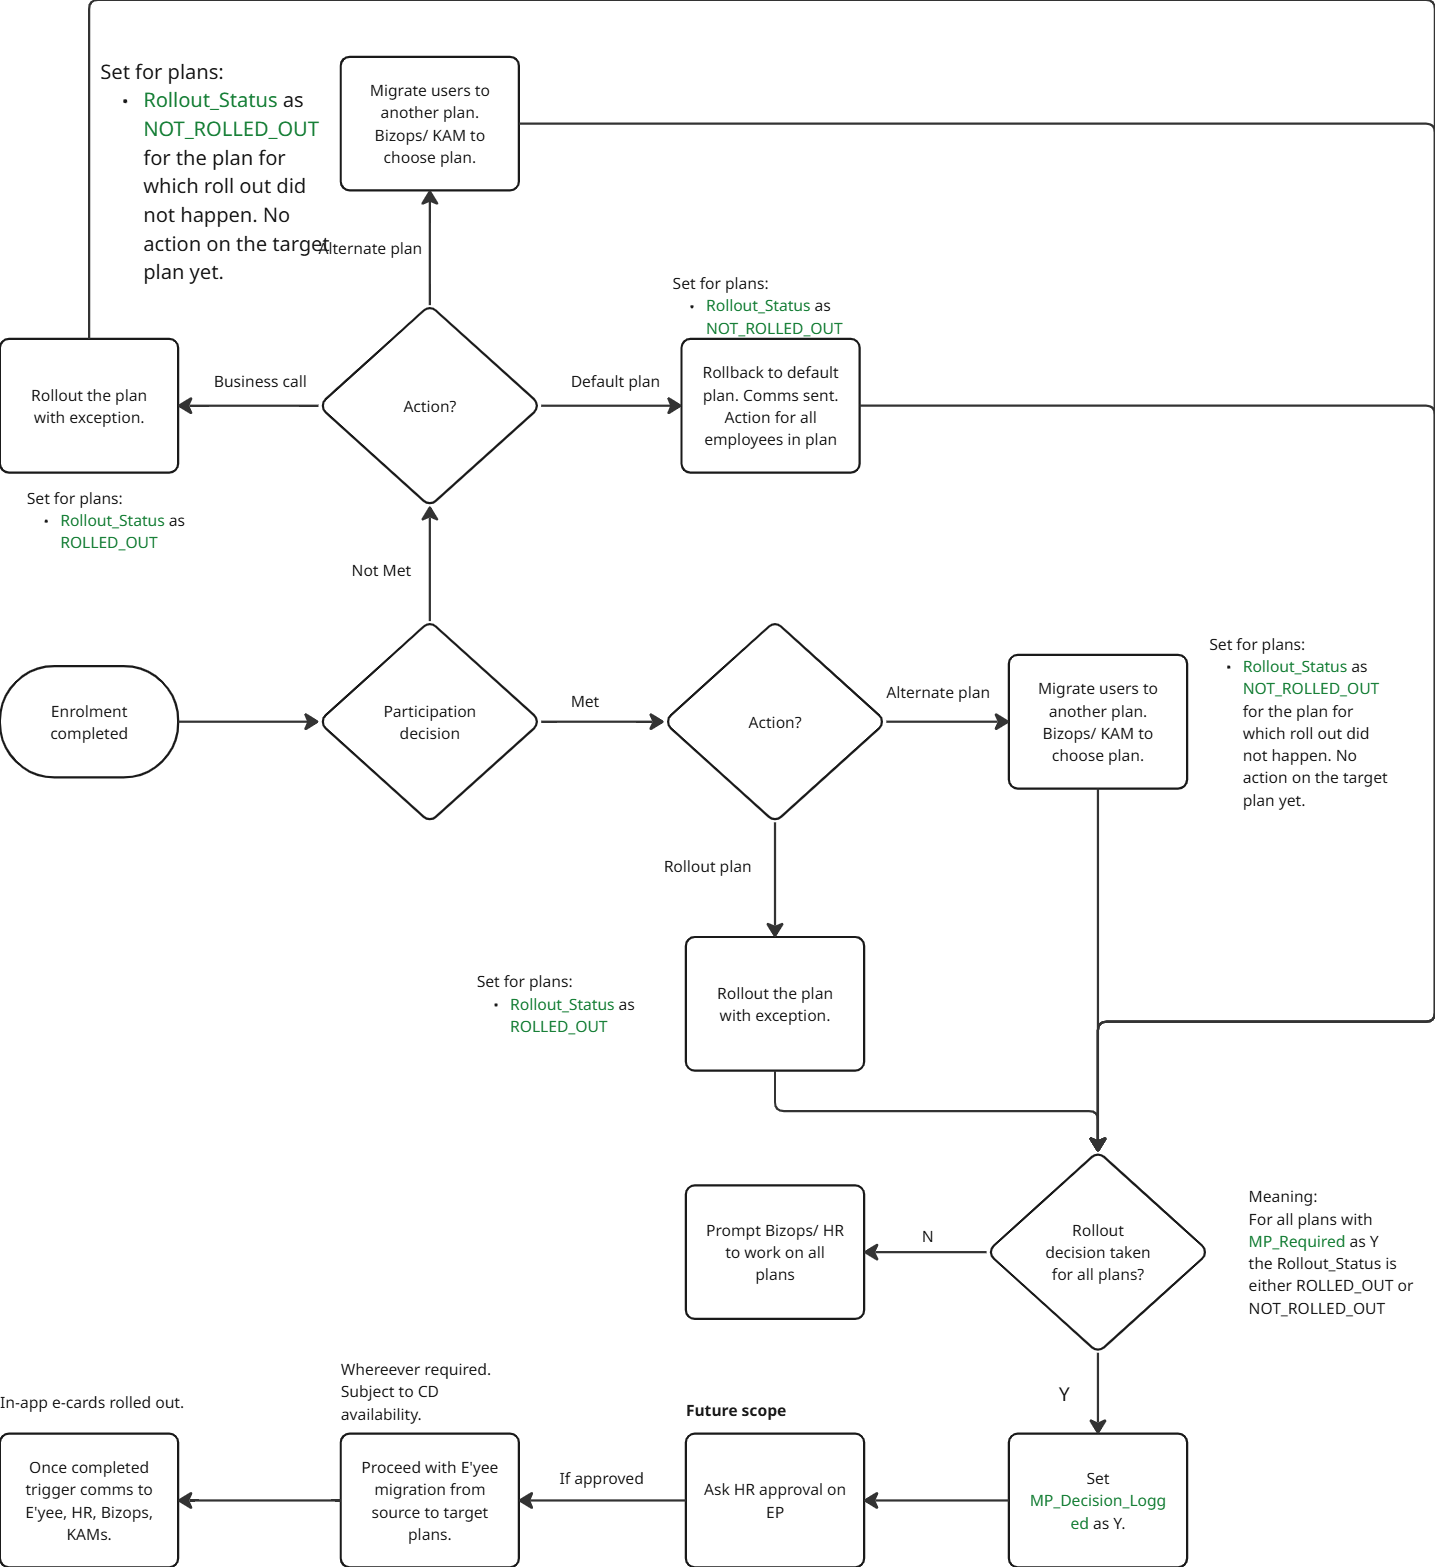 Set for plans:
• Rollout_Status as
NOT_ROLLED_OUT
for the plan for
which roll out did
not happen. No
action on the target
plan yet.
Migrate users to
another plan.
Bizops/ KAM to
choose plan.
Alternate plan
Set for plans:
• Rollout_Status as
NOT_ROLLED_OUT
Rollout the plan
with exception.
Business call
Action?
Default plan
Rollback to default
plan. Comms sent.
Action for all
employees in plan
Set for plans:
• Rollout_Status as
ROLLED_OUT
Not Met
Enrolment
completed
Participation
decision
Met
Action?
Alternate plan
Migrate users to
another plan.
Bizops/ KAM to
choose plan.
Set for plans:
• Rollout_Status as
NOT_ROLLED_OUT
for the plan for
which roll out did
not happen. No
action on the target
plan yet.
Rollout plan
Set for plans:
• Rollout_Status as
ROLLED_OUT
Rollout the plan
with exception.
Prompt Bizops/ HR
to work on all
plans
N
Rollout
decision taken
for all plans?
Meaning:
For all plans with
MP_Required as Y
the Rollout_Status is
either ROLLED_OUT or
NOT_ROLLED_OUT
Y
In-app e-cards rolled out.
Whereever required.
Subject to CD
availability.
Future scope
Once completed
trigger comms to
E'yee, HR, Bizops,
KAMs.
Proceed with E'yee
migration from
source to target
plans.
If approved
Ask HR approval on
EP
Set
MP_Decision_Logg
ed as Y.